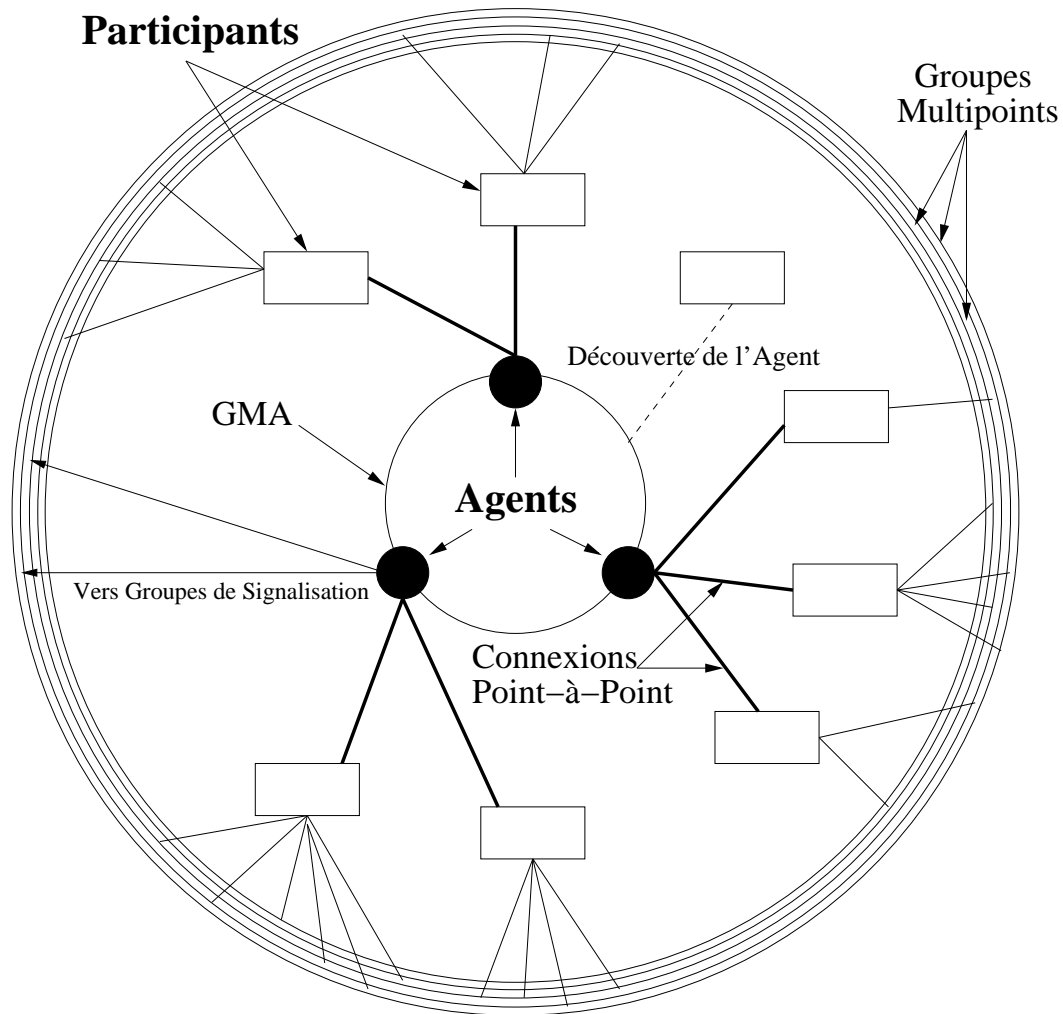 Participants
Groupes
Multipoints
Découverte de l’Agent
GMA
Agents
Vers Groupes de Signalisation
Connexions
Point−à−Point